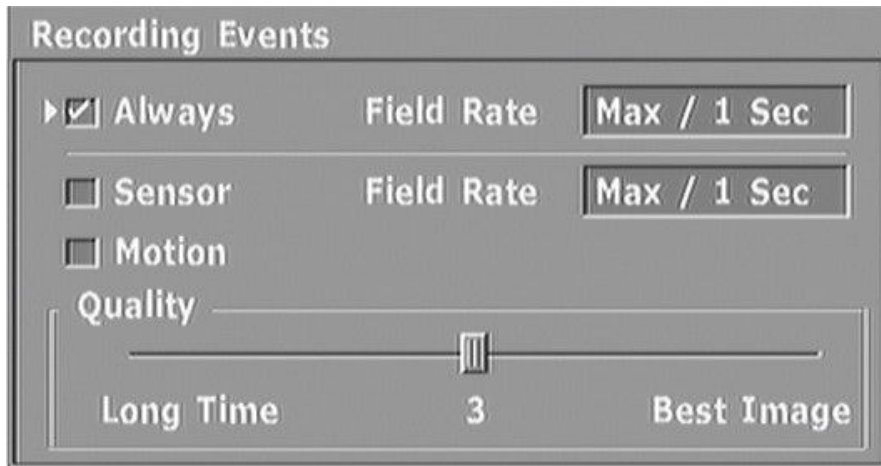 Recording Events
Always Field Rate Max / 1 Sec
Sensor Field Rate Max / 1 Sec
Motion
Quality
Long Time 3 Best Image